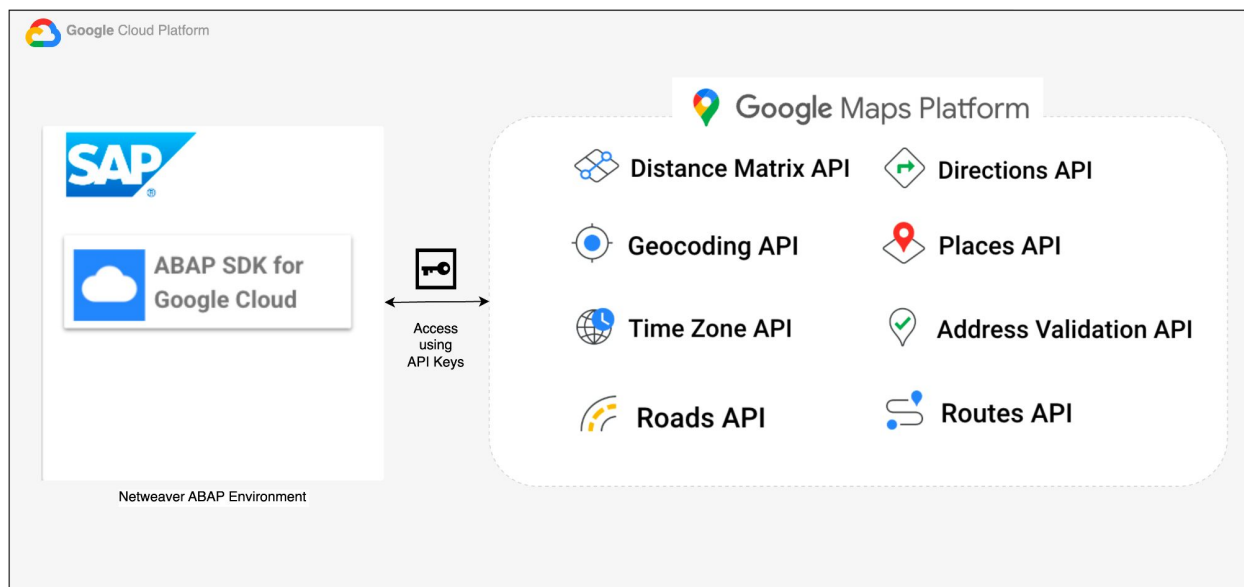 Google Cloud Platform
Google Maps Platform
SAP
®
ABAP SDK for
Google Cloud
Netweaver ABAP Environment
Access
using
API Keys
Distance Matrix API
Directions API
Geocoding API
Places API
Time Zone API
Address Validation API
Roads API
Routes API